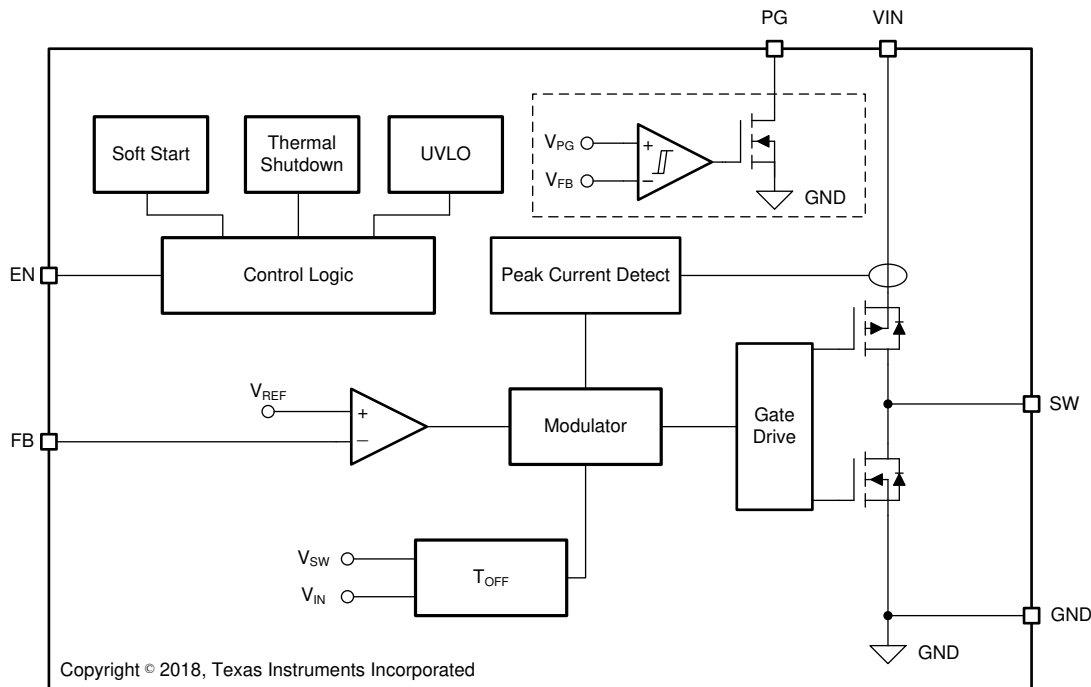 PG
VIN
Soft Start
Thermal
Shutdown
UVLO
VPG
+
VFB
−
GND
EN
Control Logic
Peak Current Detect
VREF
+
FB
−
Modulator
Gate
Drive
SW
VSW
VIN
TOFF
GND
GND
Copyright © 2018, Texas Instruments Incorporated